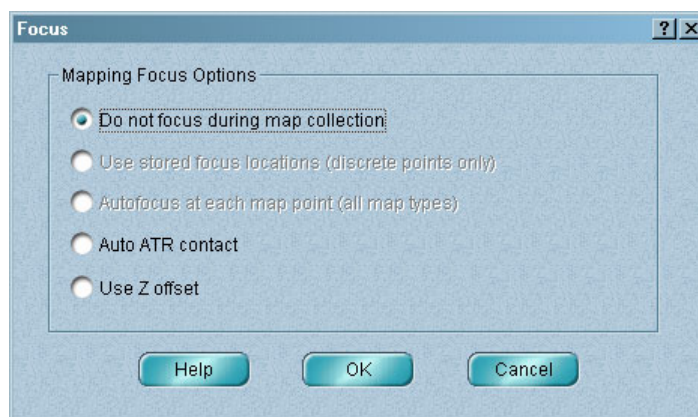 Focus
Mapping Focus Options
Do not focus during map collection
Use stored focus locations (discrete points only)
Autofocus at each map point (all map types)
Auto ATR contact
Use Z offset
Help OK Cancel